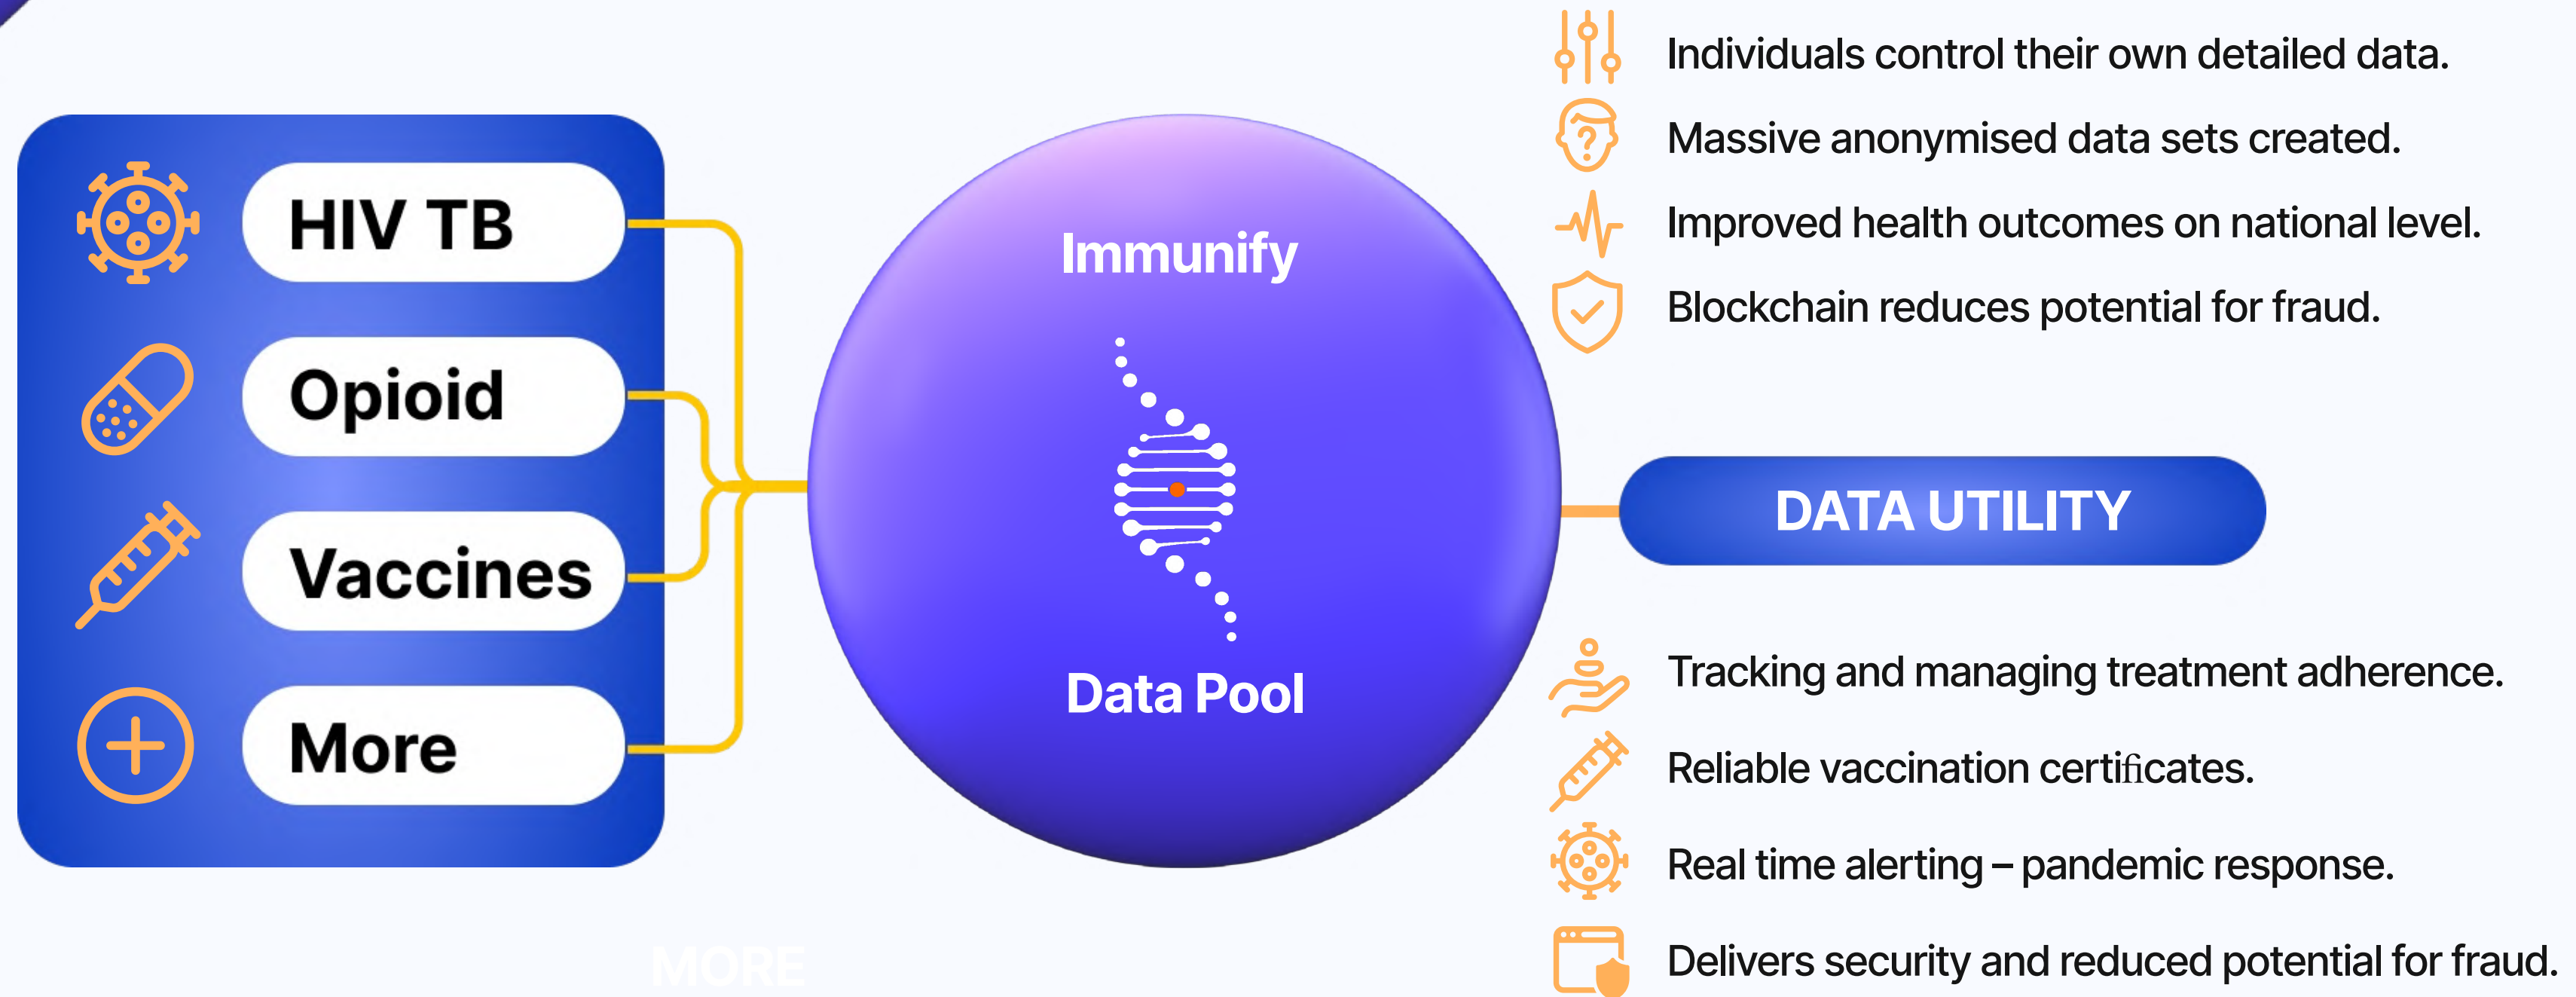 HIV TB
Opioid
Vaccines
More
Immunify
Data Pool
Individuals control their own detailed data.
Massive anonymised data sets created.
Improved health outcomes on national level.
Blockchain reduces potential for fraud.
DATA UTILITY
Tracking and managing treatment adherence.
Reliable vaccination certificates.
Real time alerting – pandemic response.
Delivers security and reduced potential for fraud.
MORE